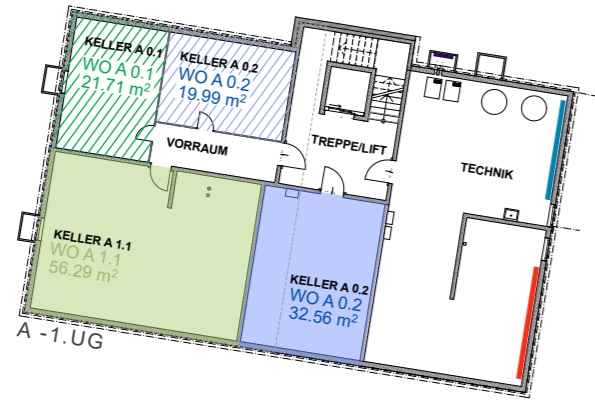 KELLER A 0.1
WO A 0.1
21.71 m²
KELLER A 0.2
WO A 0.2
19.99 m²
VORRAUM
TREPPE/LIFT
TECHNIK
KELLER A 1.1
WO A 1.1
56.29 m²
KELLER A 0.2
WO A 0.2
32.56 m²
A -1.UG